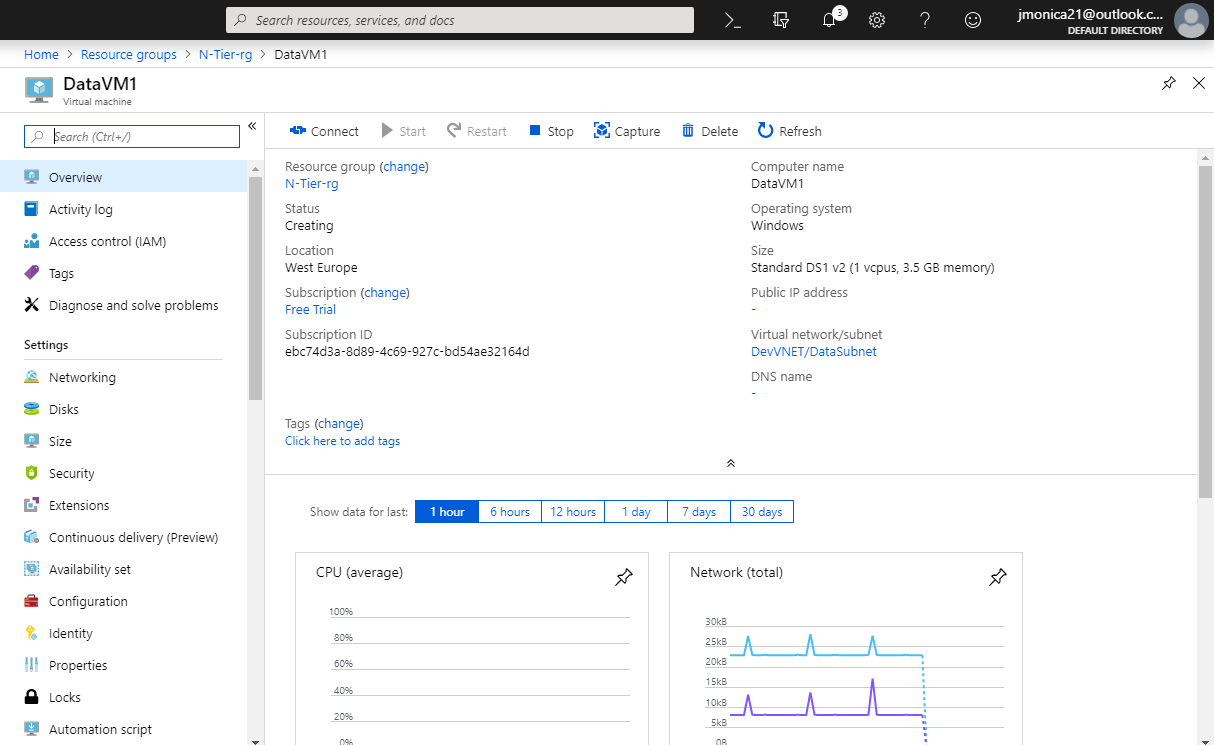 Search resources, services, and docs
3
jmonica21@outlook.c...
DEFAULT DIRECTORY
Home > Resource groups > N-Tier-rg > DataVM1
DataVM1
Virtual machine
Search (Ctrl+/)
«
Overview
Activity log
Access control (IAM)
Tags
Diagnose and solve problems
Settings
Networking
Disks
Size
Security
Extensions
Continuous delivery (Preview)
Availability set
Configuration
Identity
Properties
Locks
Automation script
Connect Start Restart Stop Capture Delete Refresh
Resource group (change)
N-Tier-rg
Status
Creating
Location
West Europe
Subscription (change)
Free Trial
Subscription ID
ebc74d3a-8d89-4c69-927c-bd54ae32164d
Computer name
DataVM1
Operating system
Windows
Size
Standard DS1 v2 (1 vcpus, 3.5 GB memory)
Public IP address
-
Virtual network/subnet
DevVNET/DataSubnet
DNS name
-
Tags (change)
Click here to add tags
Show data for last: 1 hour 6 hours 12 hours 1 day 7 days 30 days
CPU (average)
100%
80%
60%
40%
20%
0%
Network (total)
30kB
25kB
20kB
15kB
10kB
5kB
0B